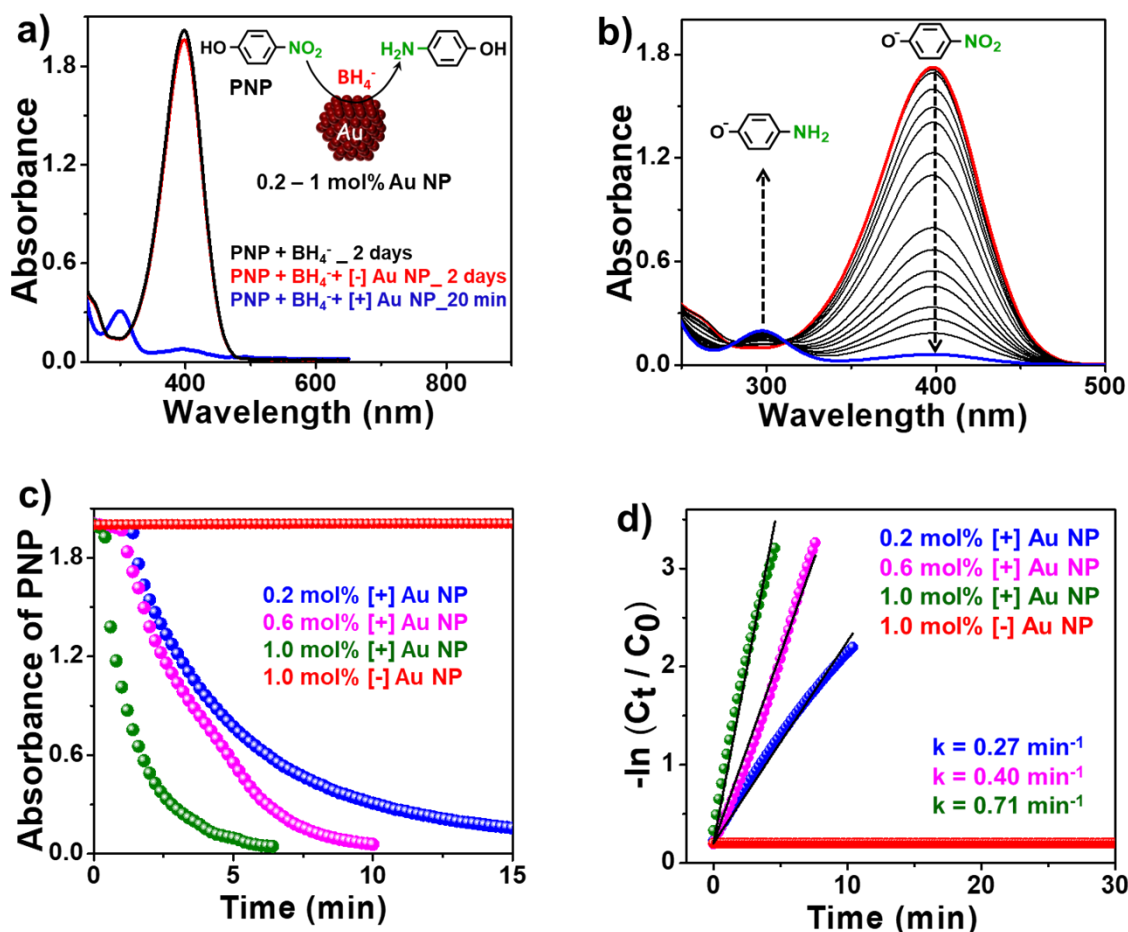 a)
HO
NO₂
H₂N
OH
PNP
BH₄⁻
Au
0.2 – 1 mol% Au NP
PNP + BH₄⁻_ 2 days
PNP + BH₄⁻+ [-] Au NP_ 2 days
PNP + BH₄⁻+ [+] Au NP_20 min
Absorbance
1.8
1.2
0.6
0.0
400
600
800
Wavelength (nm)
b)
O⁻
NO₂
O⁻
NH₂
Absorbance
1.8
1.2
0.6
0.0
300
400
500
Wavelength (nm)
c)
Absorbance of PNP
1.8
1.2
0.6
0.0
0.2 mol% [+] Au NP
0.6 mol% [+] Au NP
1.0 mol% [+] Au NP
1.0 mol% [-] Au NP
0
5
10
15
Time (min)
d)
-ln (Ct / C0)
3
2
1
0
0.2 mol% [+] Au NP
0.6 mol% [+] Au NP
1.0 mol% [+] Au NP
1.0 mol% [-] Au NP
k = 0.27 min⁻¹
k = 0.40 min⁻¹
k = 0.71 min⁻¹
0
10
20
30
Time (min)